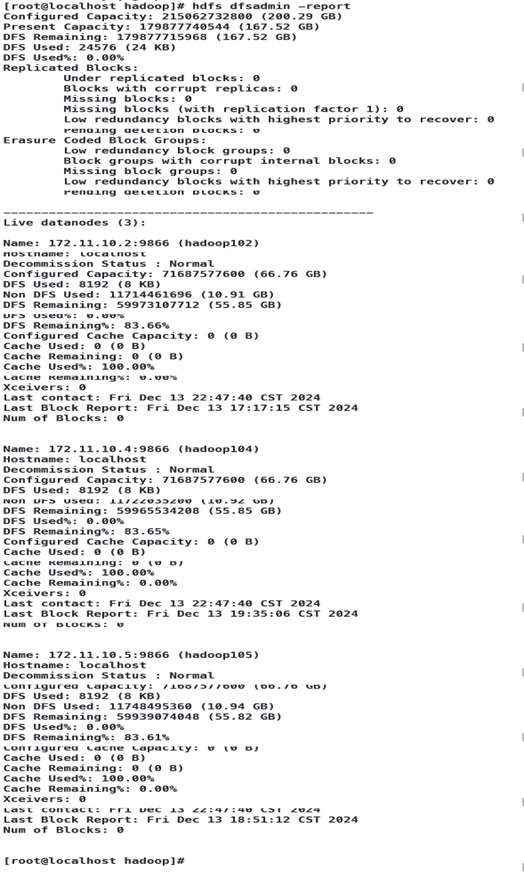 [root@localhost hadoop]# hdfs dfsadmin –report
Configured Capacity: 215062732800 (200.29 GB)
Present Capacity: 179877740544 (167.52 GB)
DFS Remaining: 179877715968 (167.52 GB)
DFS Used: 24576 (24 KB)
DFS Used%: 0.00%
Replicated Blocks:
Under replicated blocks: 0
Blocks with corrupt replicas: 0
Missing blocks: 0
Missing blocks (with replication factor 1): 0
Low redundancy blocks with highest priority to recover: 0
Pending deletion blocks: 0
Erasure Coded Block Groups:
Low redundancy block groups: 0
Block groups with corrupt internal blocks: 0
Missing block groups: 0
Low redundancy blocks with highest priority to recover: 0
Pending deletion blocks: 0
-------------------------------------------------
Live datanodes (3):
Name: 172.11.10.2:9866 (hadoop102)
Hostname: localhost
Decommission Status : Normal
Configured Capacity: 71687577600 (66.76 GB)
DFS Used: 8192 (8 KB)
Non DFS Used: 11714461696 (10.91 GB)
DFS Remaining: 59973107712 (55.85 GB)
DFS Used%: 0.00%
DFS Remaining%: 83.66%
Configured Cache Capacity: 0 (0 B)
Cache Used: 0 (0 B)
Cache Remaining: 0 (0 B)
Cache Used%: 100.00%
Cache Remaining%: 0.00%
Xceivers: 0
Last contact: Fri Dec 13 22:47:40 CST 2024
Last Block Report: Fri Dec 13 17:17:15 CST 2024
Num of Blocks: 0
Name: 172.11.10.4:9866 (hadoop104)
Hostname: localhost
Decommission Status : Normal
Configured Capacity: 71687577600 (66.76 GB)
DFS Used: 8192 (8 KB)
Non DFS Used: 11722035200 (10.92 GB)
DFS Remaining: 59965534208 (55.85 GB)
DFS Used%: 0.00%
DFS Remaining%: 83.65%
Configured Cache Capacity: 0 (0 B)
Cache Used: 0 (0 B)
Cache Remaining: 0 (0 B)
Cache Used%: 100.00%
Cache Remaining%: 0.00%
Xceivers: 0
Last contact: Fri Dec 13 22:47:40 CST 2024
Last Block Report: Fri Dec 13 19:35:06 CST 2024
Num of Blocks: 0
Name: 172.11.10.5:9866 (hadoop105)
Hostname: localhost
Decommission Status : Normal
Configured Capacity: 71687577600 (66.76 GB)
DFS Used: 8192 (8 KB)
Non DFS Used: 11748495360 (10.94 GB)
DFS Remaining: 59939074048 (55.82 GB)
DFS Used%: 0.00%
DFS Remaining%: 83.61%
Configured Cache Capacity: 0 (0 B)
Cache Used: 0 (0 B)
Cache Remaining: 0 (0 B)
Cache Used%: 100.00%
Cache Remaining%: 0.00%
Xceivers: 0
Last contact: Fri Dec 13 22:47:40 CST 2024
Last Block Report: Fri Dec 13 18:51:12 CST 2024
Num of Blocks: 0
[root@localhost hadoop]#